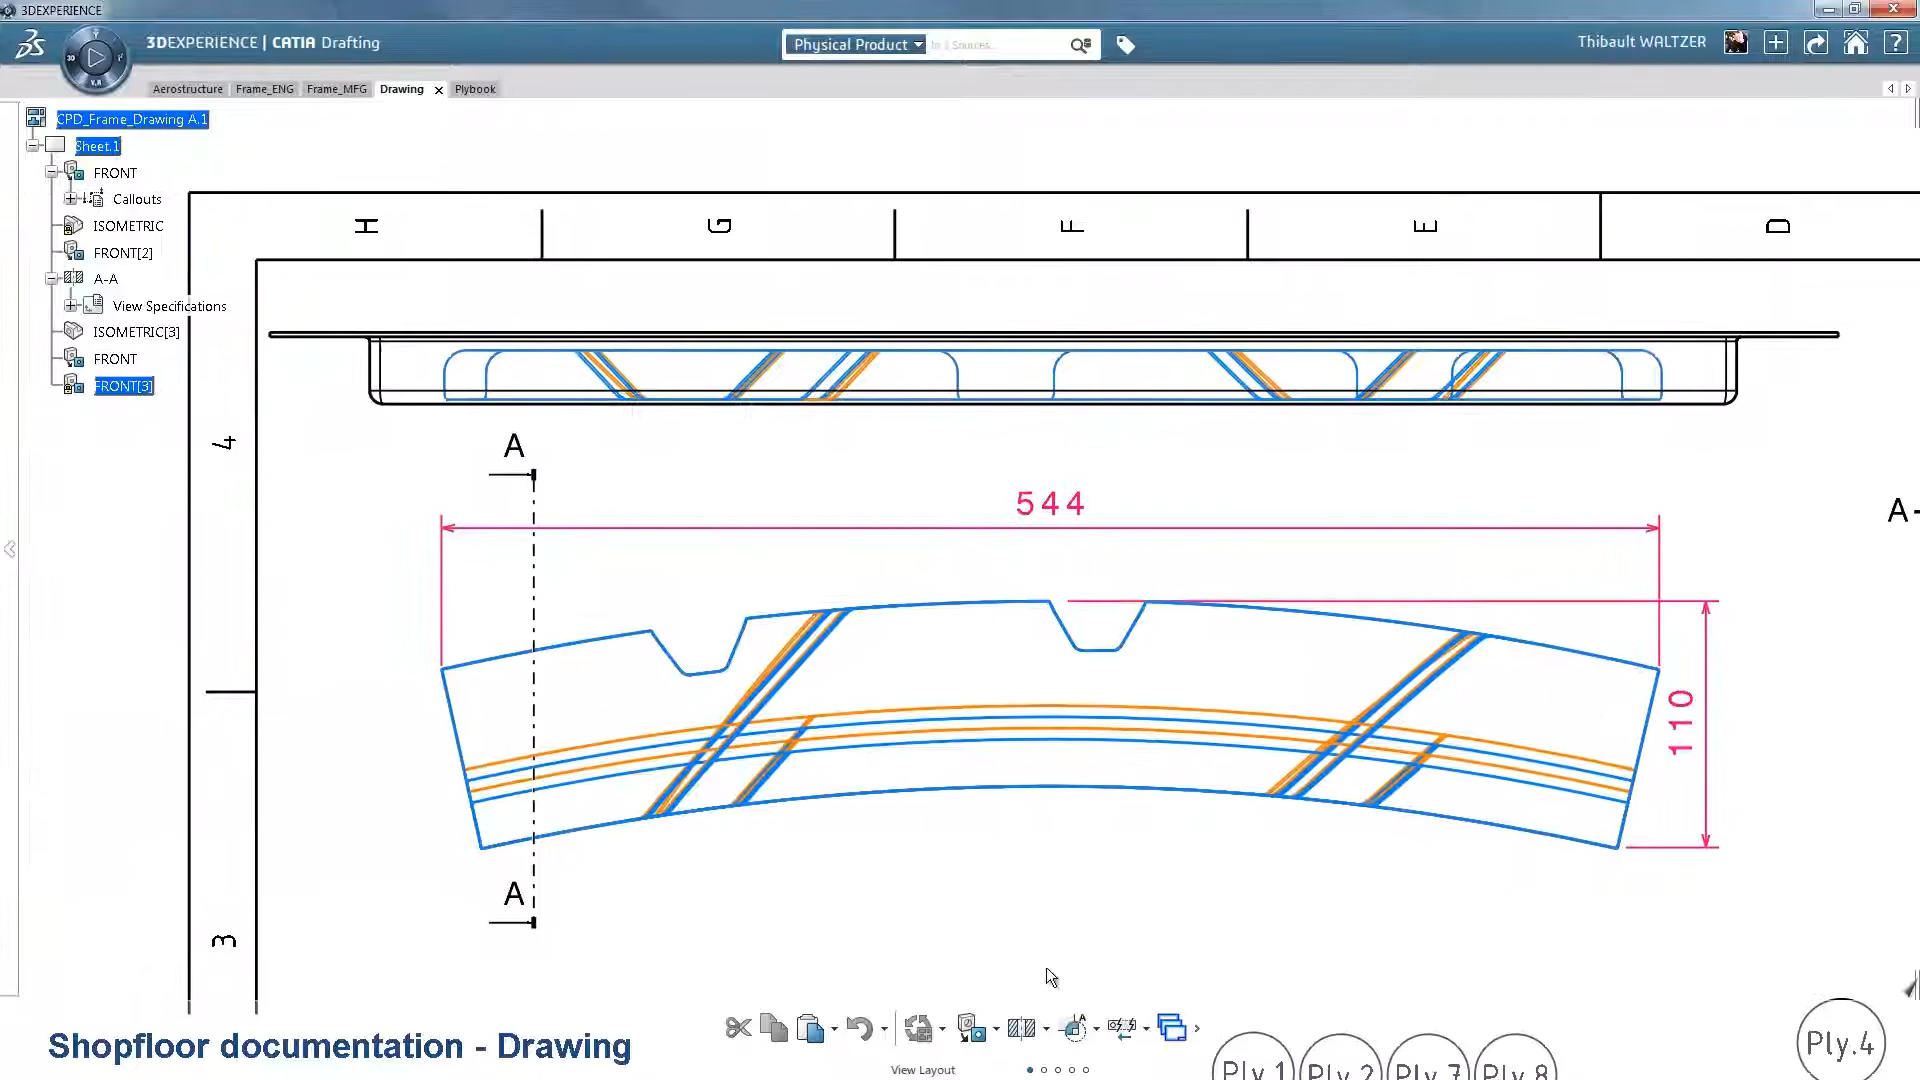 3DEXPERIENCE
3DEXPERIENCE | CATIA Drafting
Physical Product
In | Sources...
Thibault WALTZER
Aerostructure
Frame_ENG
Frame_MFG
Drawing
Plybook
CPD_Frame_Drawing A.1
Sheet.1
FRONT
Callouts
ISOMETRIC
FRONT[2]
A-A
View Specifications
ISOMETRIC[3]
FRONT
FRONT[3]
H
G
F
E
D
4
A
544
A-
110
A
3
Shopfloor documentation - Drawing
View Layout
Ply.1
Ply.2
Ply.7
Ply.8
Ply.4